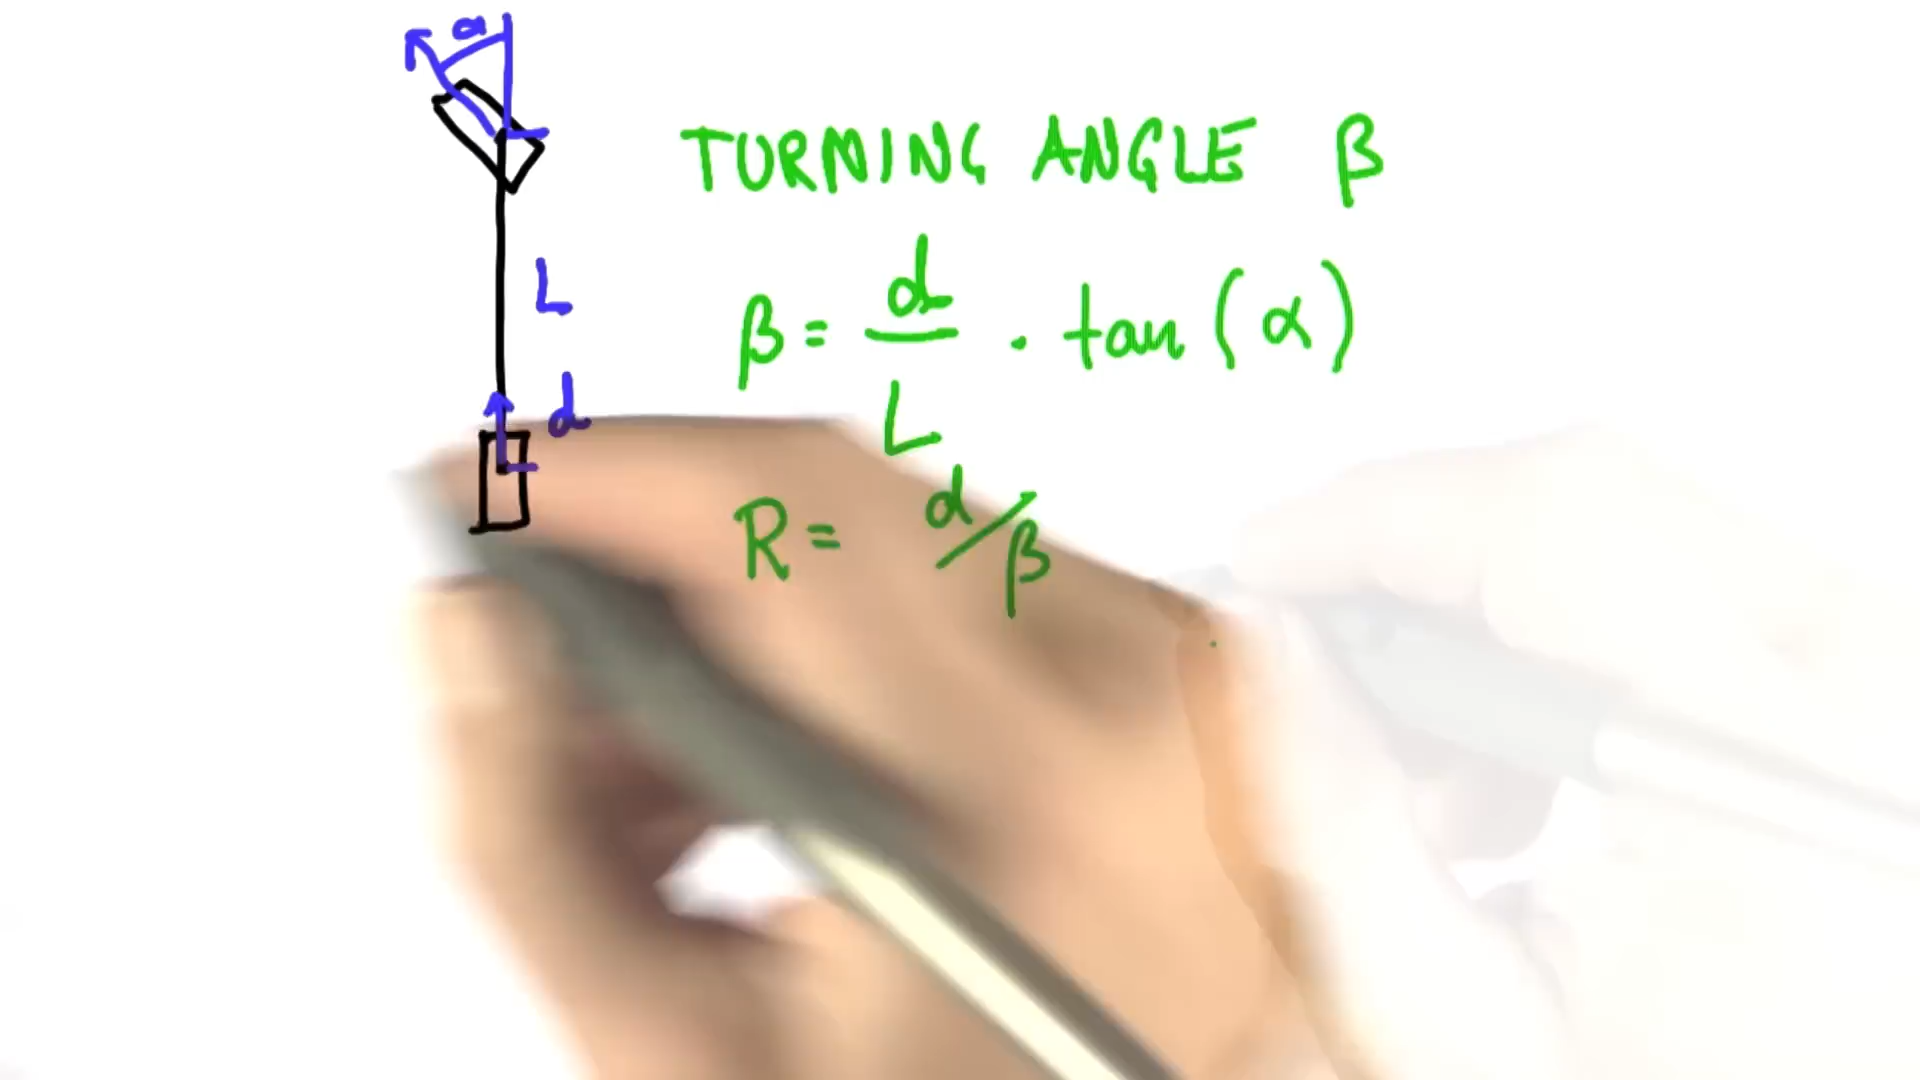 α
TURNING ANGLE β
β = d/L · tan(α)
L
d
R = d/β